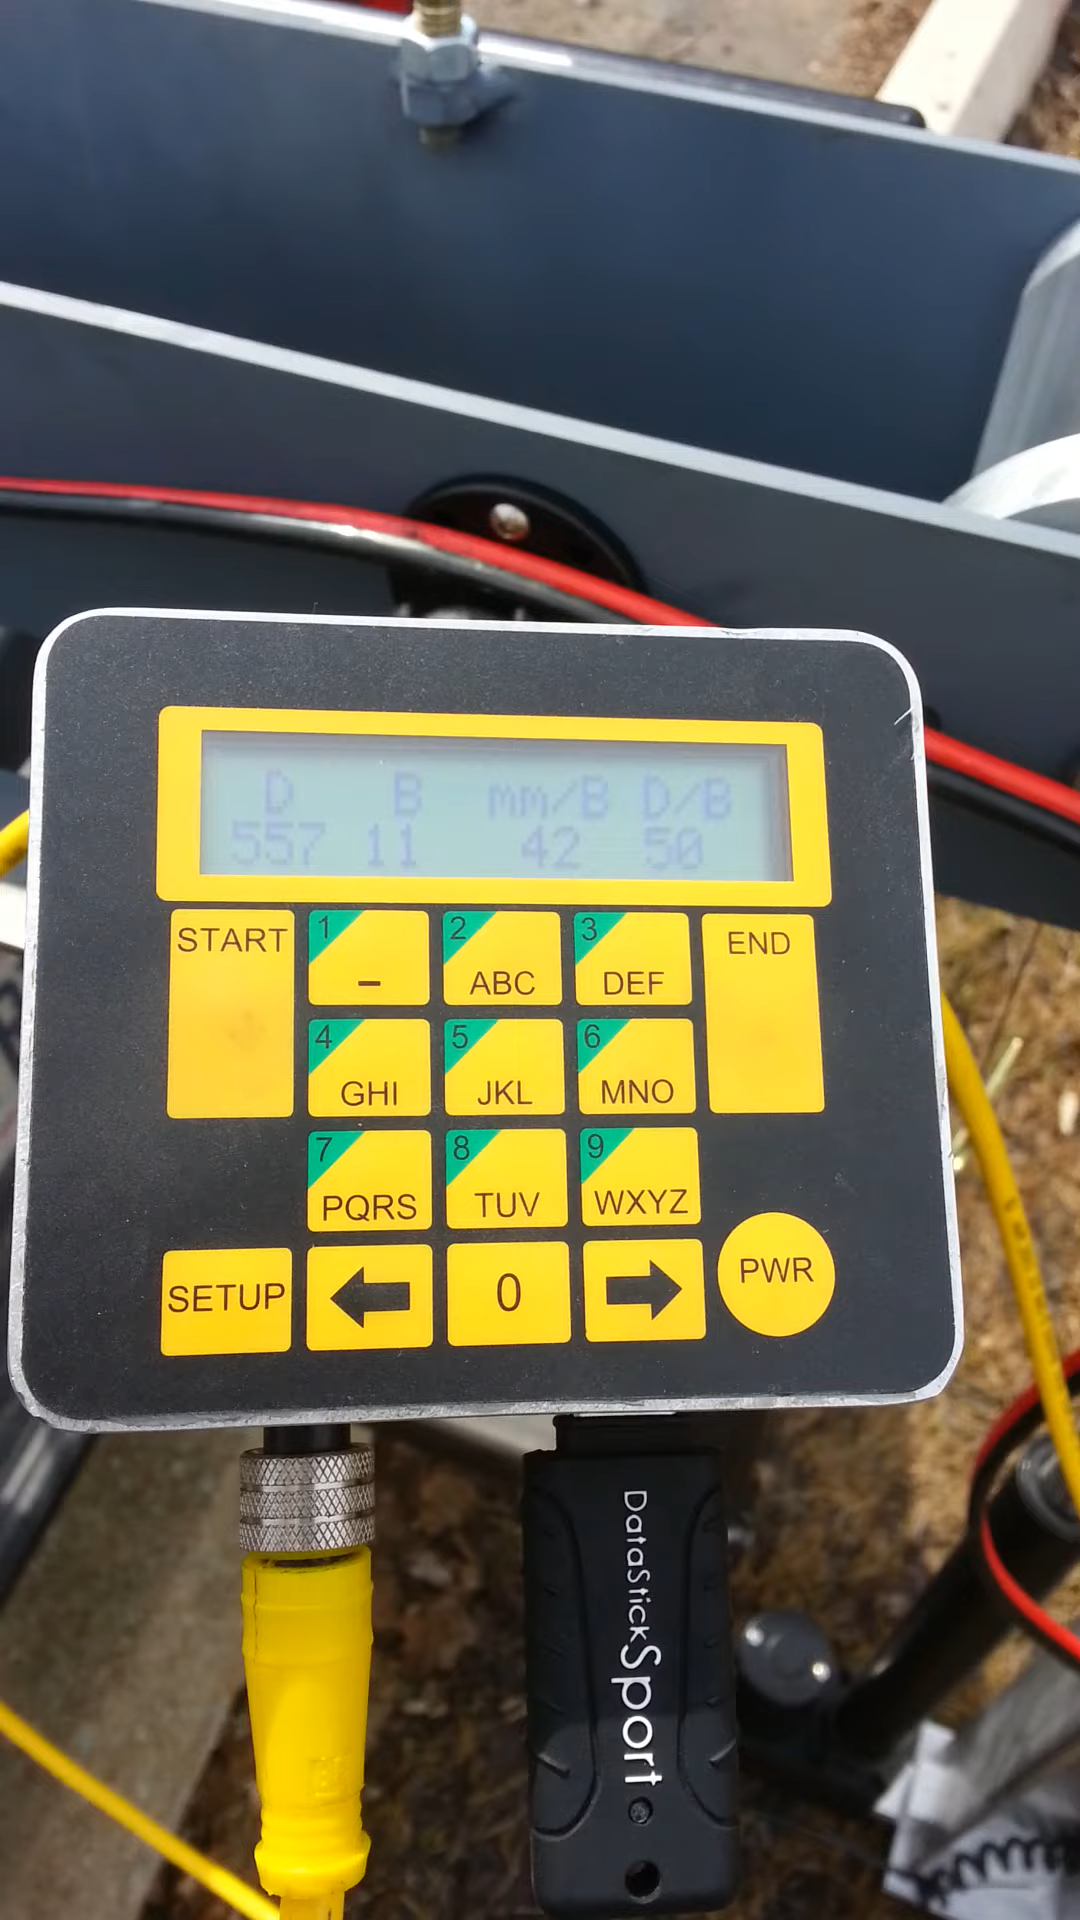 D B mm/B D/B
557 11 42 50
START
1
-
2
ABC
3
DEF
END
4
GHI
5
JKL
6
MNO
7
PQRS
8
TUV
9
WXYZ
SETUP
0
PWR
DataStickSport